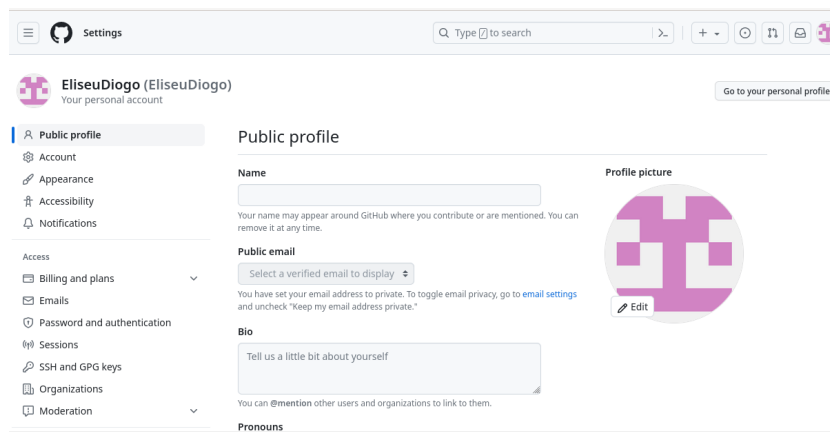 Settings
Type / to search
EliseuDiogo (EliseuDiogo)
Your personal account
Go to your personal profile
Public profile
Account
Appearance
Accessibility
Notifications
Access
Billing and plans
Emails
Password and authentication
Sessions
SSH and GPG keys
Organizations
Moderation
Public profile
Name
Your name may appear around GitHub where you contribute or are mentioned. You can
remove it at any time.
Public email
Select a verified email to display
You have set your email address to private. To toggle email privacy, go to email settings
and uncheck "Keep my email address private."
Bio
Tell us a little bit about yourself
You can @mention other users and organizations to link to them.
Pronouns
Profile picture
Edit